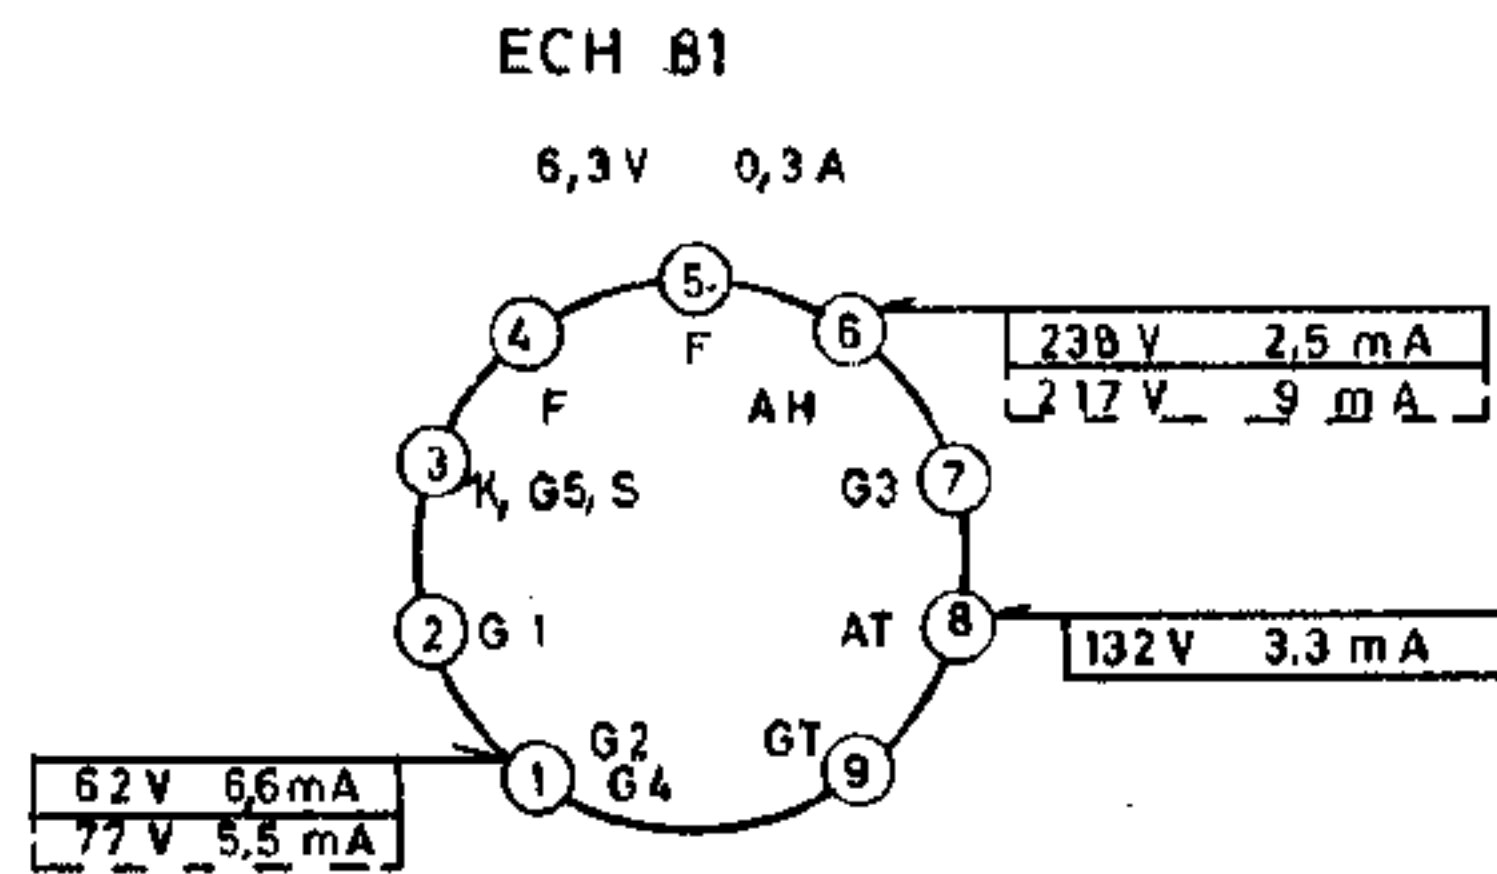 ECH 81
6,3 V 0,3 A
5
4
6
F
238 V 2,5 mA
217 V 9 mA
F
AH
3
K, G5, S
G3
7
2
G 1
AT
8
132 V 3.3 mA
G2
GT
62 V 6,6 mA
1
G4
9
77 V 5,5 mA